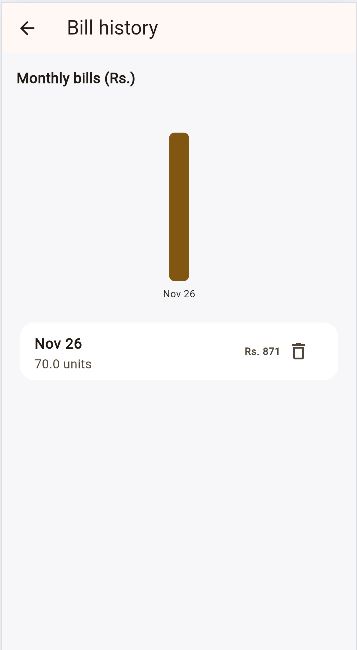 Bill history
Monthly bills (Rs.)
Nov 26
Nov 26
70.0 units
Rs. 871